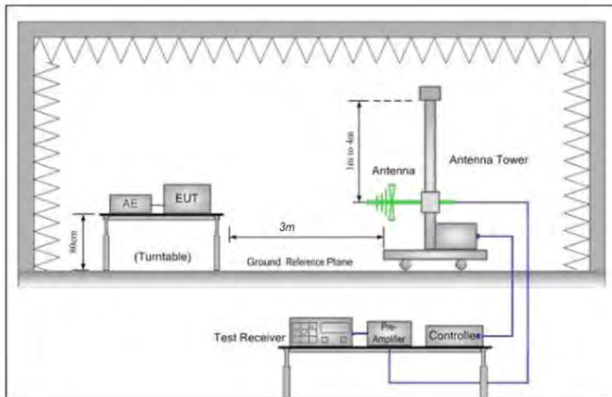 1m to 4m
Antenna
Antenna Tower
AE
EUT
80cm
3m
(Turntable)
Ground Reference Plane
Test Receiver
Pre-
Amplifier
Controller